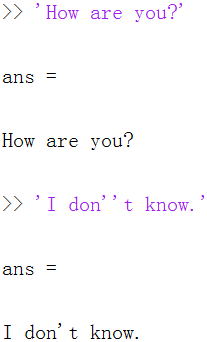 >> 'How are you?'
ans =
How are you?
>> 'I don''t know.'
ans =
I don't know.